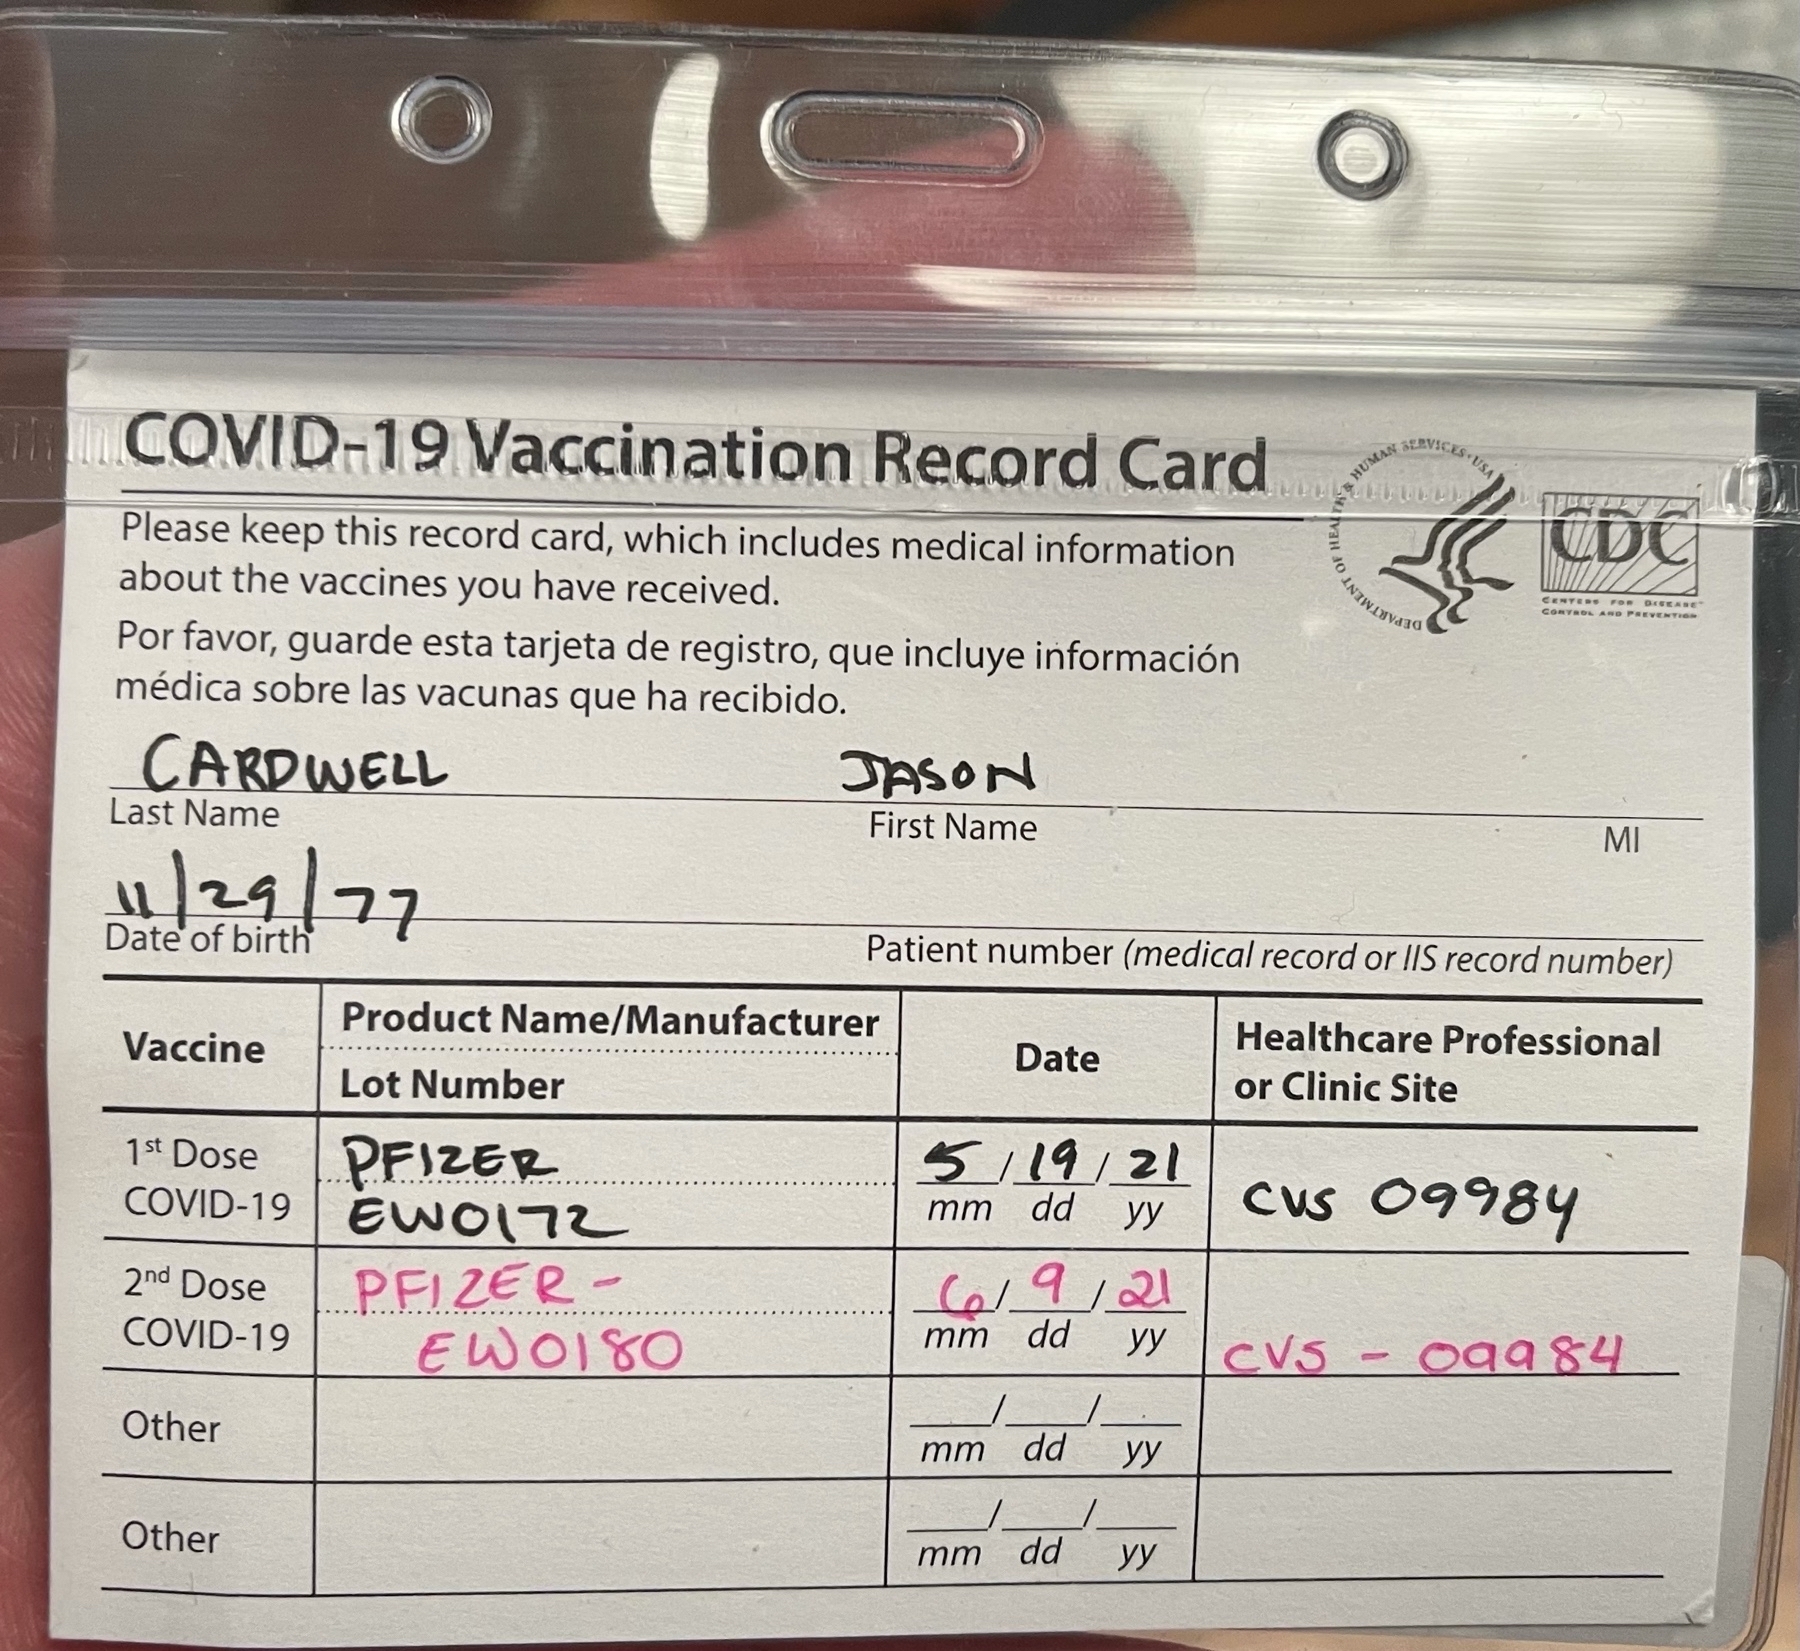 COVID-19 Vaccination Record Card
DEPARTMENT OF HEALTH & HUMAN SERVICES · USA
CDC
CENTERS FOR DISEASE
CONTROL AND PREVENTION
Please keep this record card, which includes medical information
about the vaccines you have received.
Por favor, guarde esta tarjeta de registro, que incluye información
médica sobre las vacunas que ha recibido.
CARDWELL JASON
Last Name First Name MI
11/29/77
Date of birth Patient number (medical record or IIS record number)
Vaccine
Product Name/Manufacturer
Lot Number
Date
Healthcare Professional
or Clinic Site
1st Dose
COVID-19
PFIZER
EW0172
5 / 19 / 21
mm dd yy
CVS 09984
2nd Dose
COVID-19
PFIZER -
EW0180
6 / 9 / 21
mm dd yy
CVS - 09984
Other
__/__/__
mm dd yy
Other
__/__/__
mm dd yy